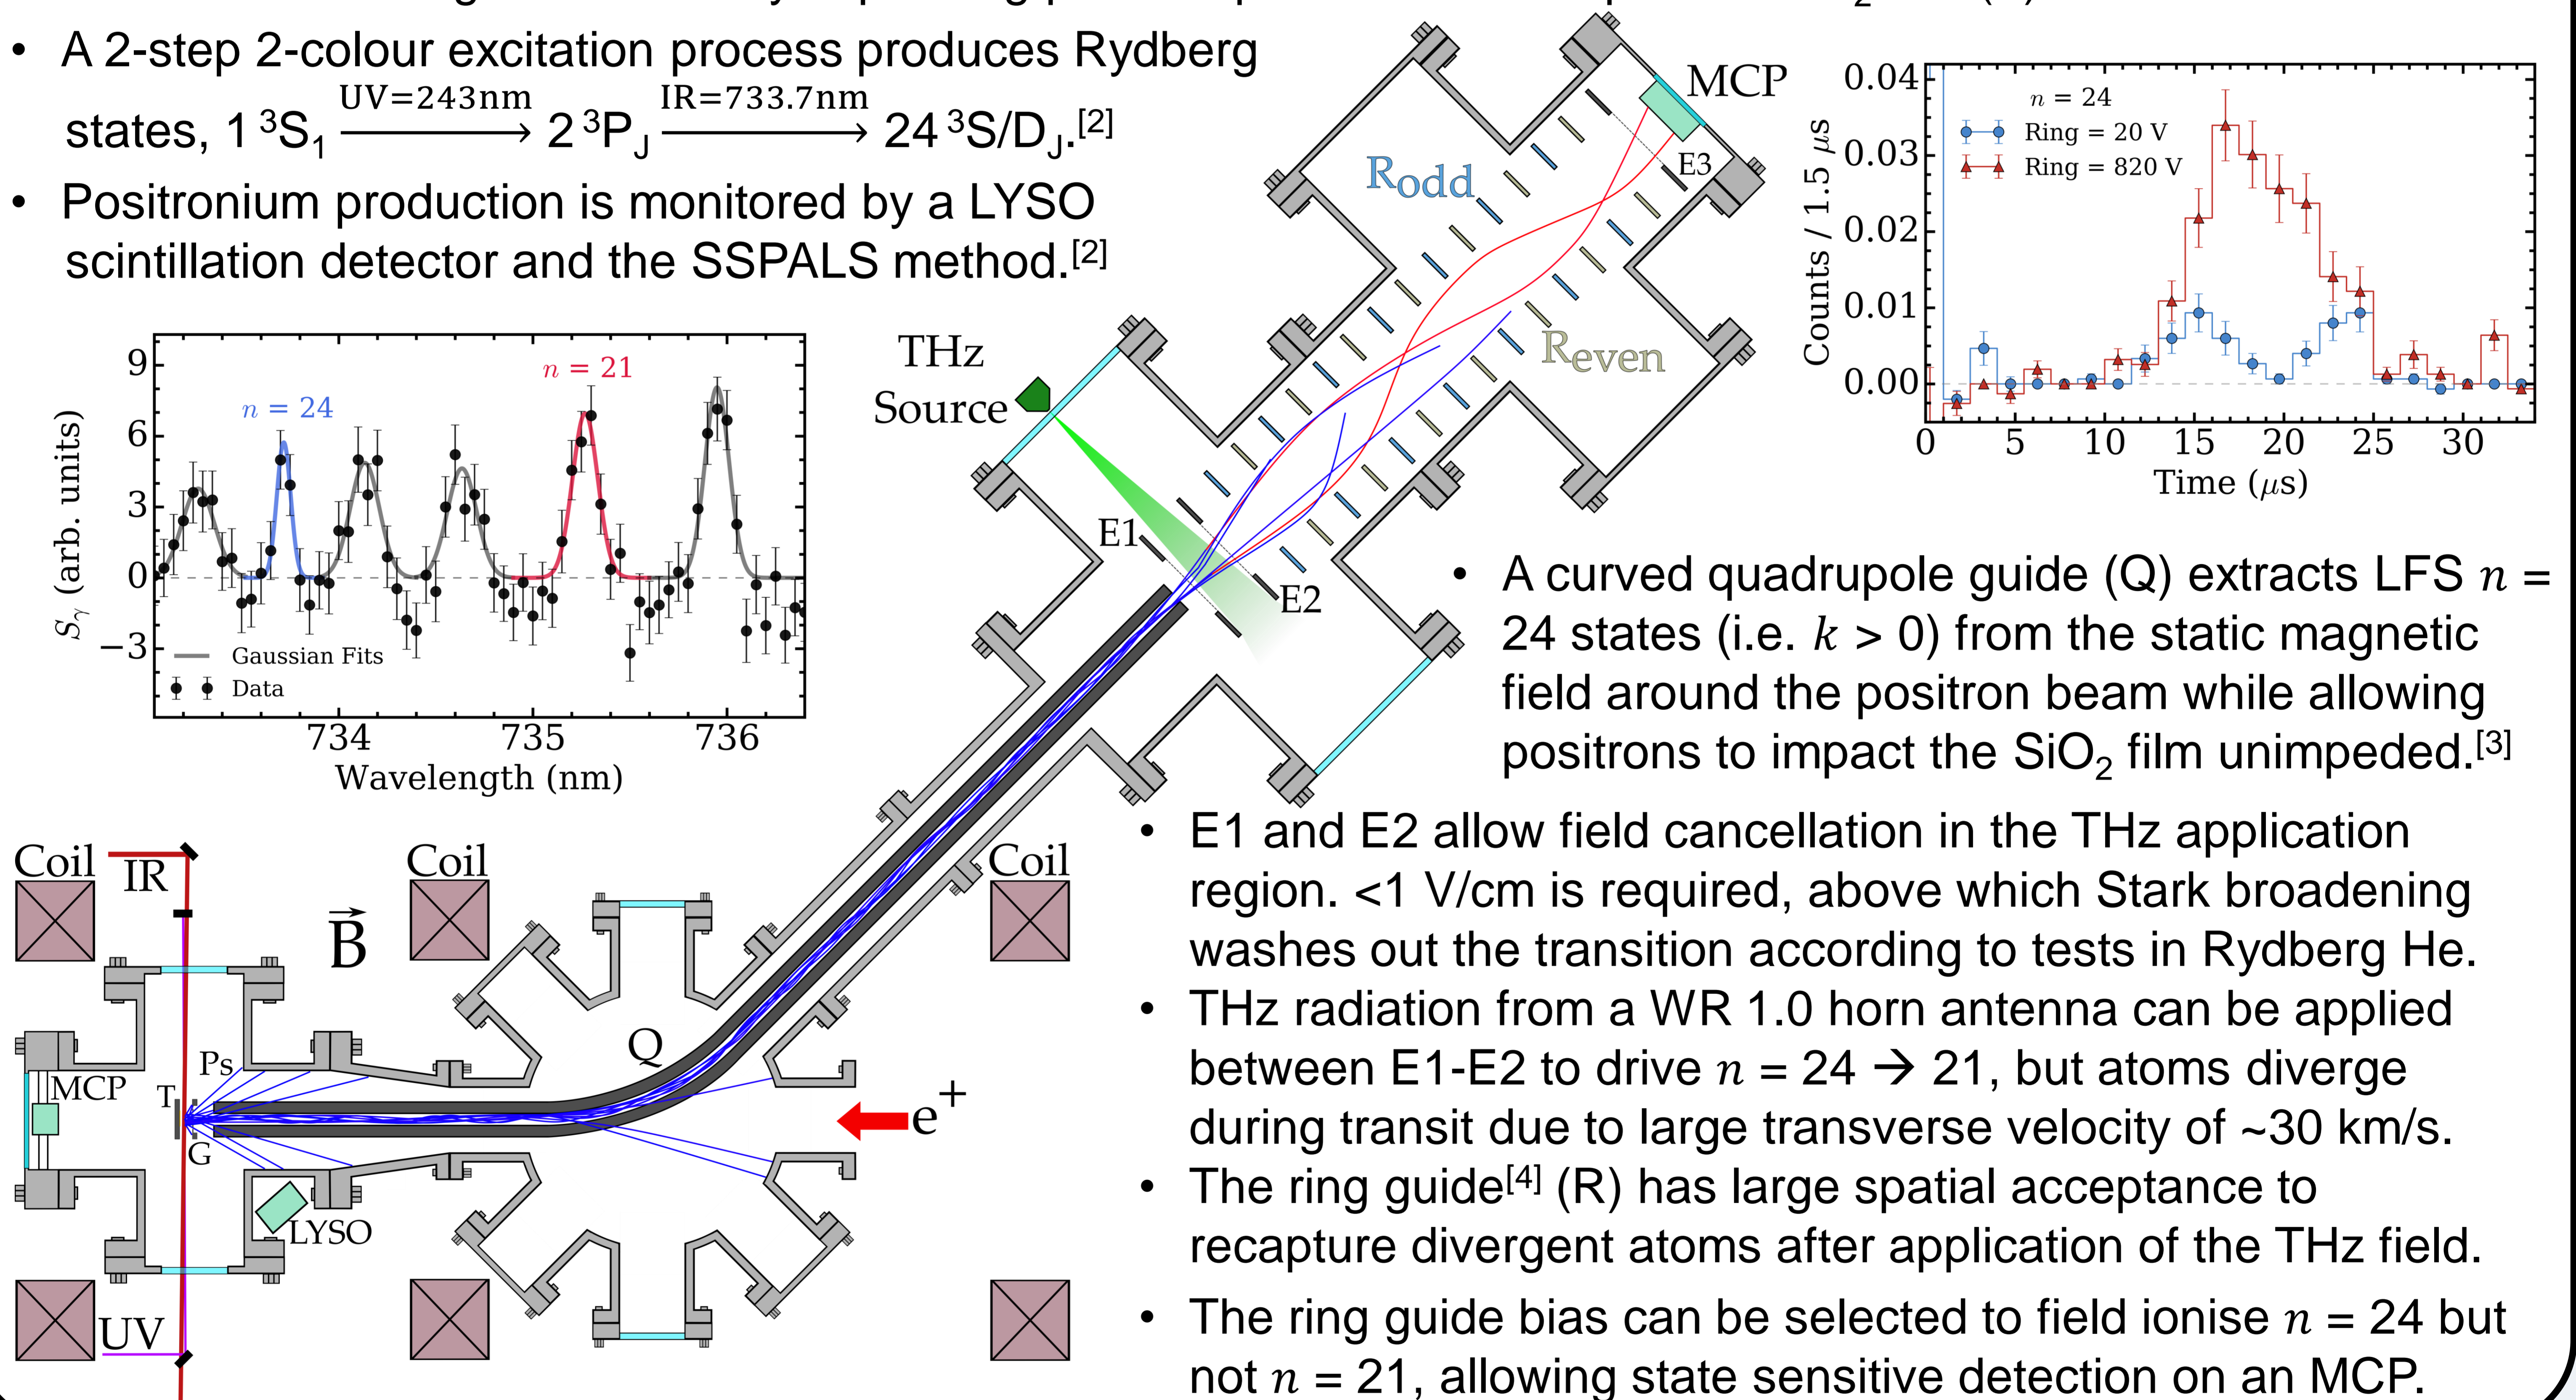 • A 2-step 2-colour excitation process produces Rydberg
UV=243nm IR=733.7nm
states, 1 ³S₁ ⟶ 2 ³P_J ⟶ 24 ³S/D_J.[2]
• Positronium production is monitored by a LYSO
scintillation detector and the SSPALS method.[2]
9
6
3
0
−3
S_γ (arb. units)
n = 24
n = 21
Gaussian Fits
Data
734 735 736
Wavelength (nm)
THz
Source
E1
E2
R_odd
R_even
E3
MCP
0.04
0.03
0.02
0.01
0.00
Counts / 1.5 μs
n = 24
Ring = 20 V
Ring = 820 V
0 5 10 15 20 25 30
Time (μs)
• A curved quadrupole guide (Q) extracts LFS n =
24 states (i.e. k > 0) from the static magnetic
field around the positron beam while allowing
positrons to impact the SiO₂ film unimpeded.[3]
Coil
IR
B⃗
Coil
Coil
Q
Ps
MCP
T
G
LYSO
e⁺
UV
• E1 and E2 allow field cancellation in the THz application
region. <1 V/cm is required, above which Stark broadening
washes out the transition according to tests in Rydberg He.
• THz radiation from a WR 1.0 horn antenna can be applied
between E1-E2 to drive n = 24 → 21, but atoms diverge
during transit due to large transverse velocity of ~30 km/s.
• The ring guide[4] (R) has large spatial acceptance to
recapture divergent atoms after application of the THz field.
• The ring guide bias can be selected to field ionise n = 24 but
not n = 21, allowing state sensitive detection on an MCP.